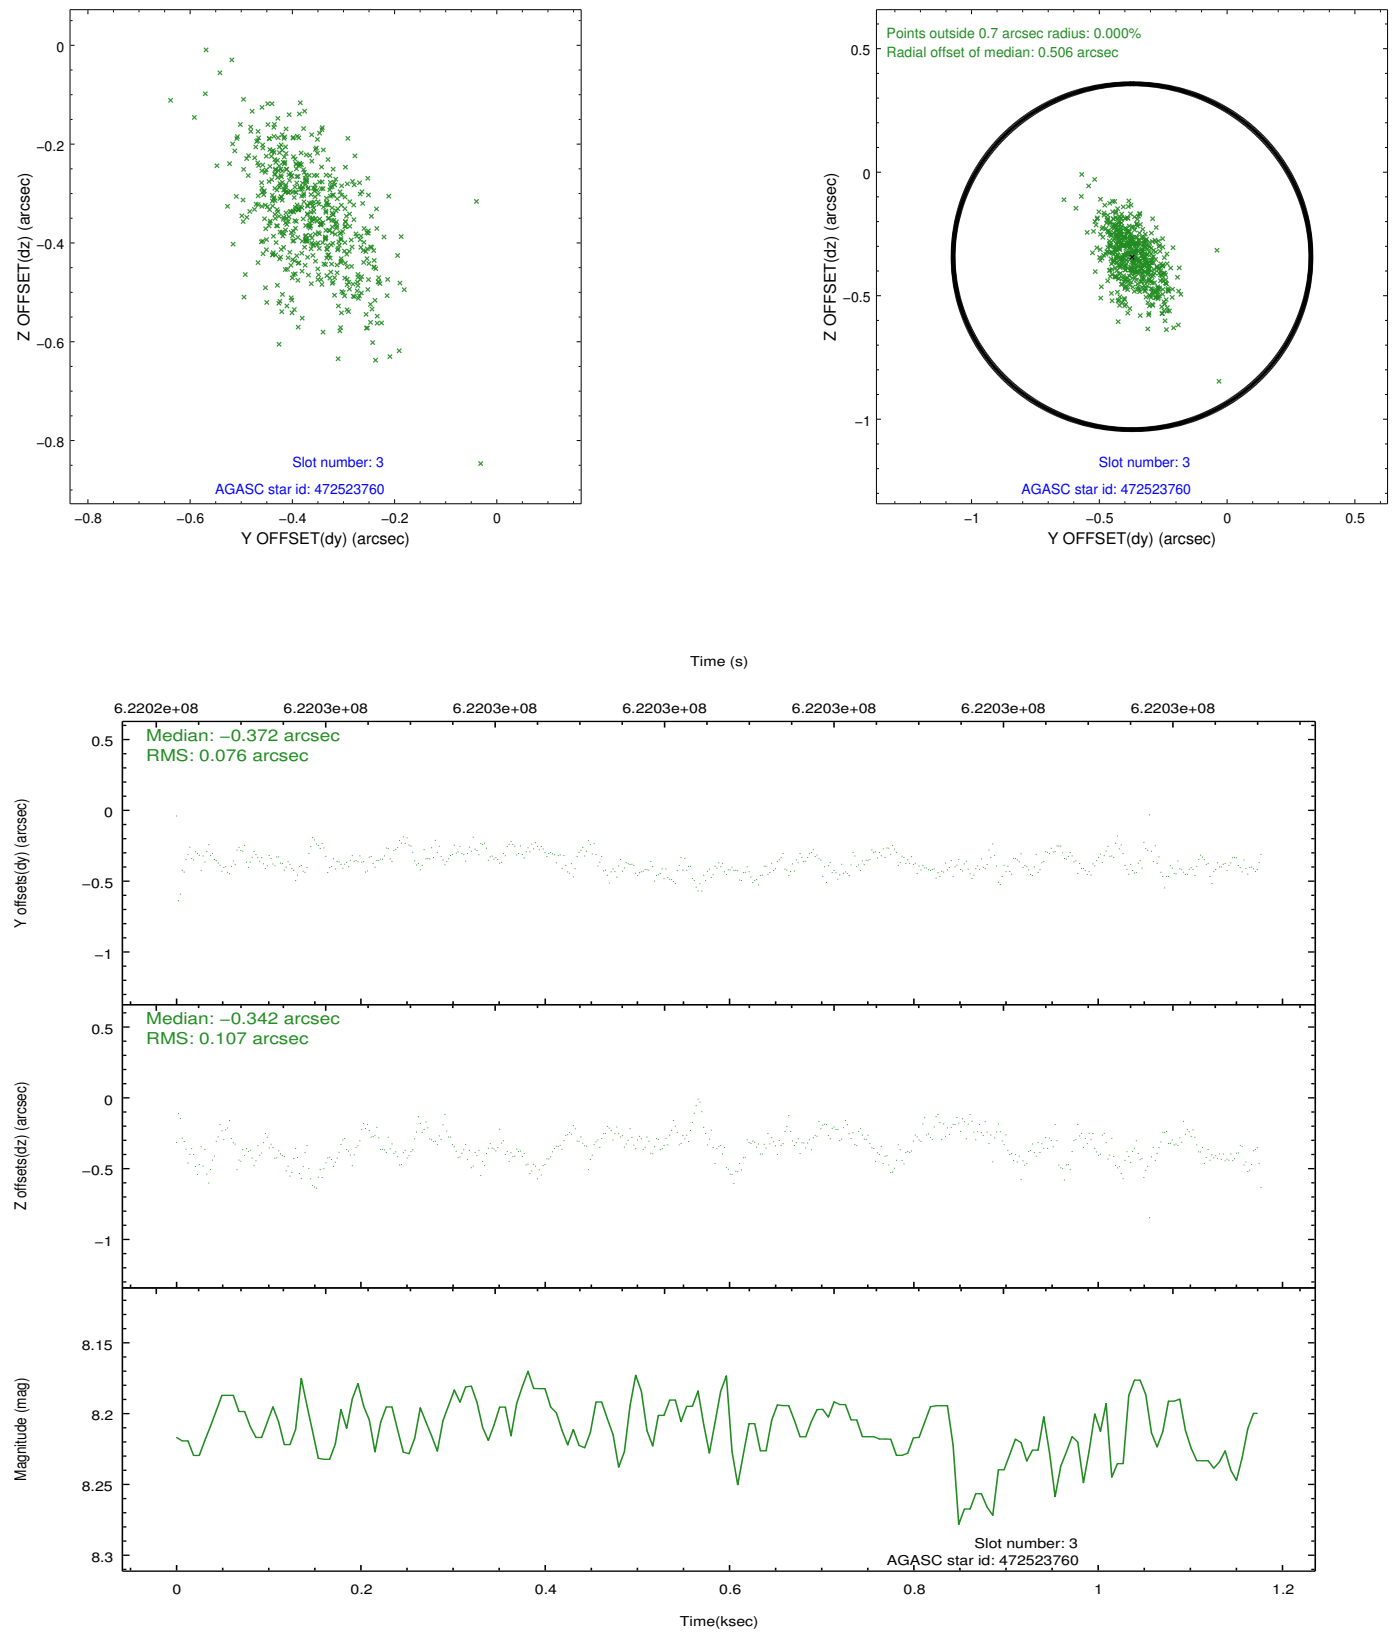 0
−0.2
−0.4
−0.6
−0.8
−0.8
−0.6
−0.4
−0.2
0
Z OFFSET(dz) (arcsec)
Y OFFSET(dy) (arcsec)
Slot number: 3
AGASC star id: 472523760
Points outside 0.7 arcsec radius: 0.000%
Radial offset of median: 0.506 arcsec
0.5
0
−0.5
−1
−1
−0.5
0
0.5
Z OFFSET(dz) (arcsec)
Y OFFSET(dy) (arcsec)
Slot number: 3
AGASC star id: 472523760
Time (s)
6.2202e+08 6.2203e+08 6.2203e+08 6.2203e+08 6.2203e+08 6.2203e+08 6.2203e+08
Median: −0.372 arcsec
RMS: 0.076 arcsec
0.5
0
−0.5
−1
Y offsets(dy) (arcsec)
Median: −0.342 arcsec
RMS: 0.107 arcsec
0.5
0
−0.5
−1
Z offsets(dz) (arcsec)
8.15
8.2
8.25
8.3
Magnitude (mag)
Slot number: 3
AGASC star id: 472523760
0 0.2 0.4 0.6 0.8 1 1.2
Time(ksec)